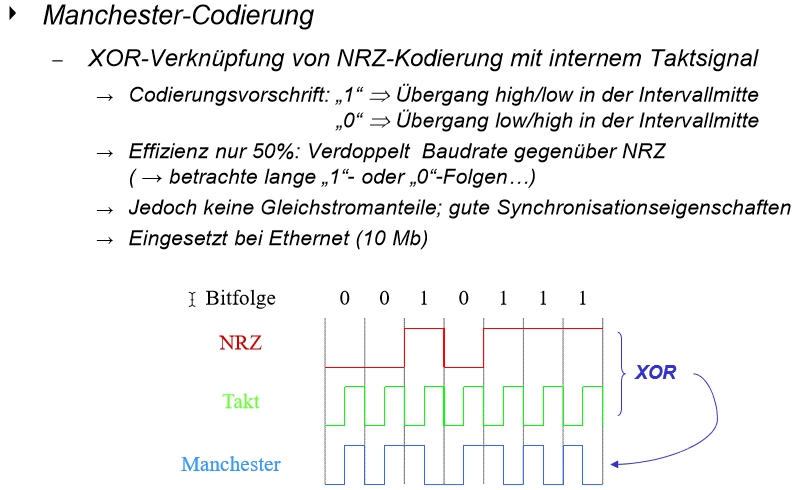 Manchester-Codierung
– XOR-Verknüpfung von NRZ-Kodierung mit internem Taktsignal
→ Codierungsvorschrift: „1“ ⇒ Übergang high/low in der Intervallmitte
„0“ ⇒ Übergang low/high in der Intervallmitte
→ Effizienz nur 50%: Verdoppelt Baudrate gegenüber NRZ
( → betrachte lange „1“- oder „0“-Folgen…)
→ Jedoch keine Gleichstromanteile; gute Synchronisationseigenschaften
→ Eingesetzt bei Ethernet (10 Mb)
Bitfolge 0 0 1 0 1 1 1
NRZ
XOR
Takt
Manchester